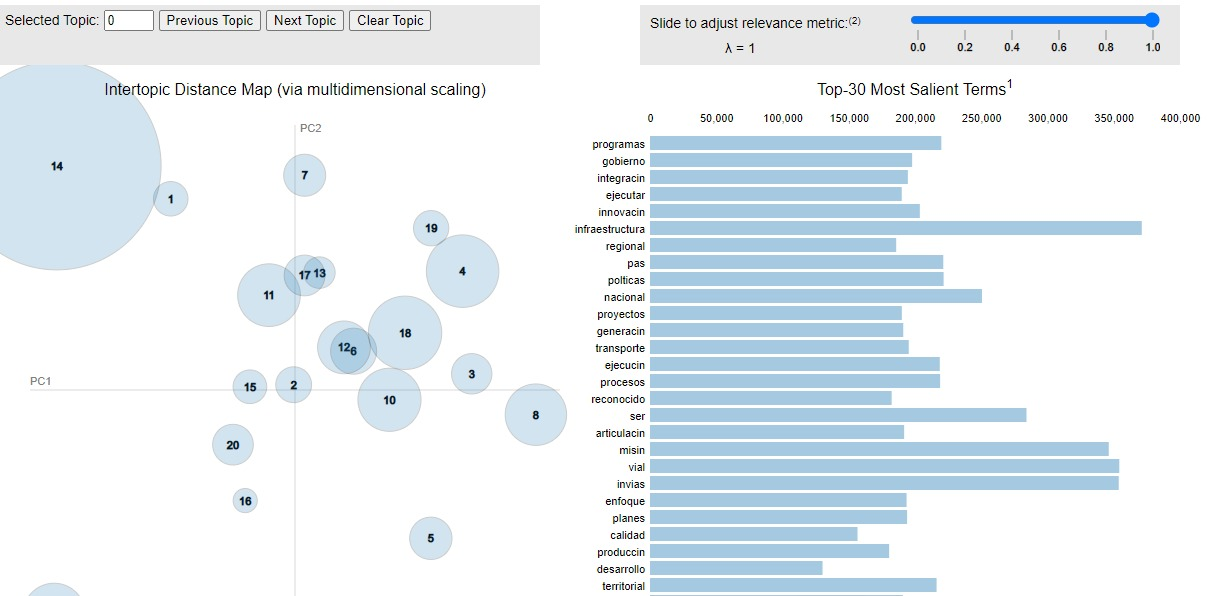 Selected Topic: 0 Previous Topic Next Topic Clear Topic
Slide to adjust relevance metric:(2)
λ = 1
0.0 0.2 0.4 0.6 0.8 1.0
Intertopic Distance Map (via multidimensional scaling)
PC2
PC1
14
1
7
19
4
17
13
11
18
12
6
3
15
2
10
8
20
16
5
Top-30 Most Salient Terms1
0 50,000 100,000 150,000 200,000 250,000 300,000 350,000 400,000
programas
gobierno
integracin
ejecutar
innovacin
infraestructura
regional
pas
polticas
nacional
proyectos
generacin
transporte
ejecucin
procesos
reconocido
ser
articulacin
misin
vial
invias
enfoque
planes
calidad
produccin
desarrollo
territorial